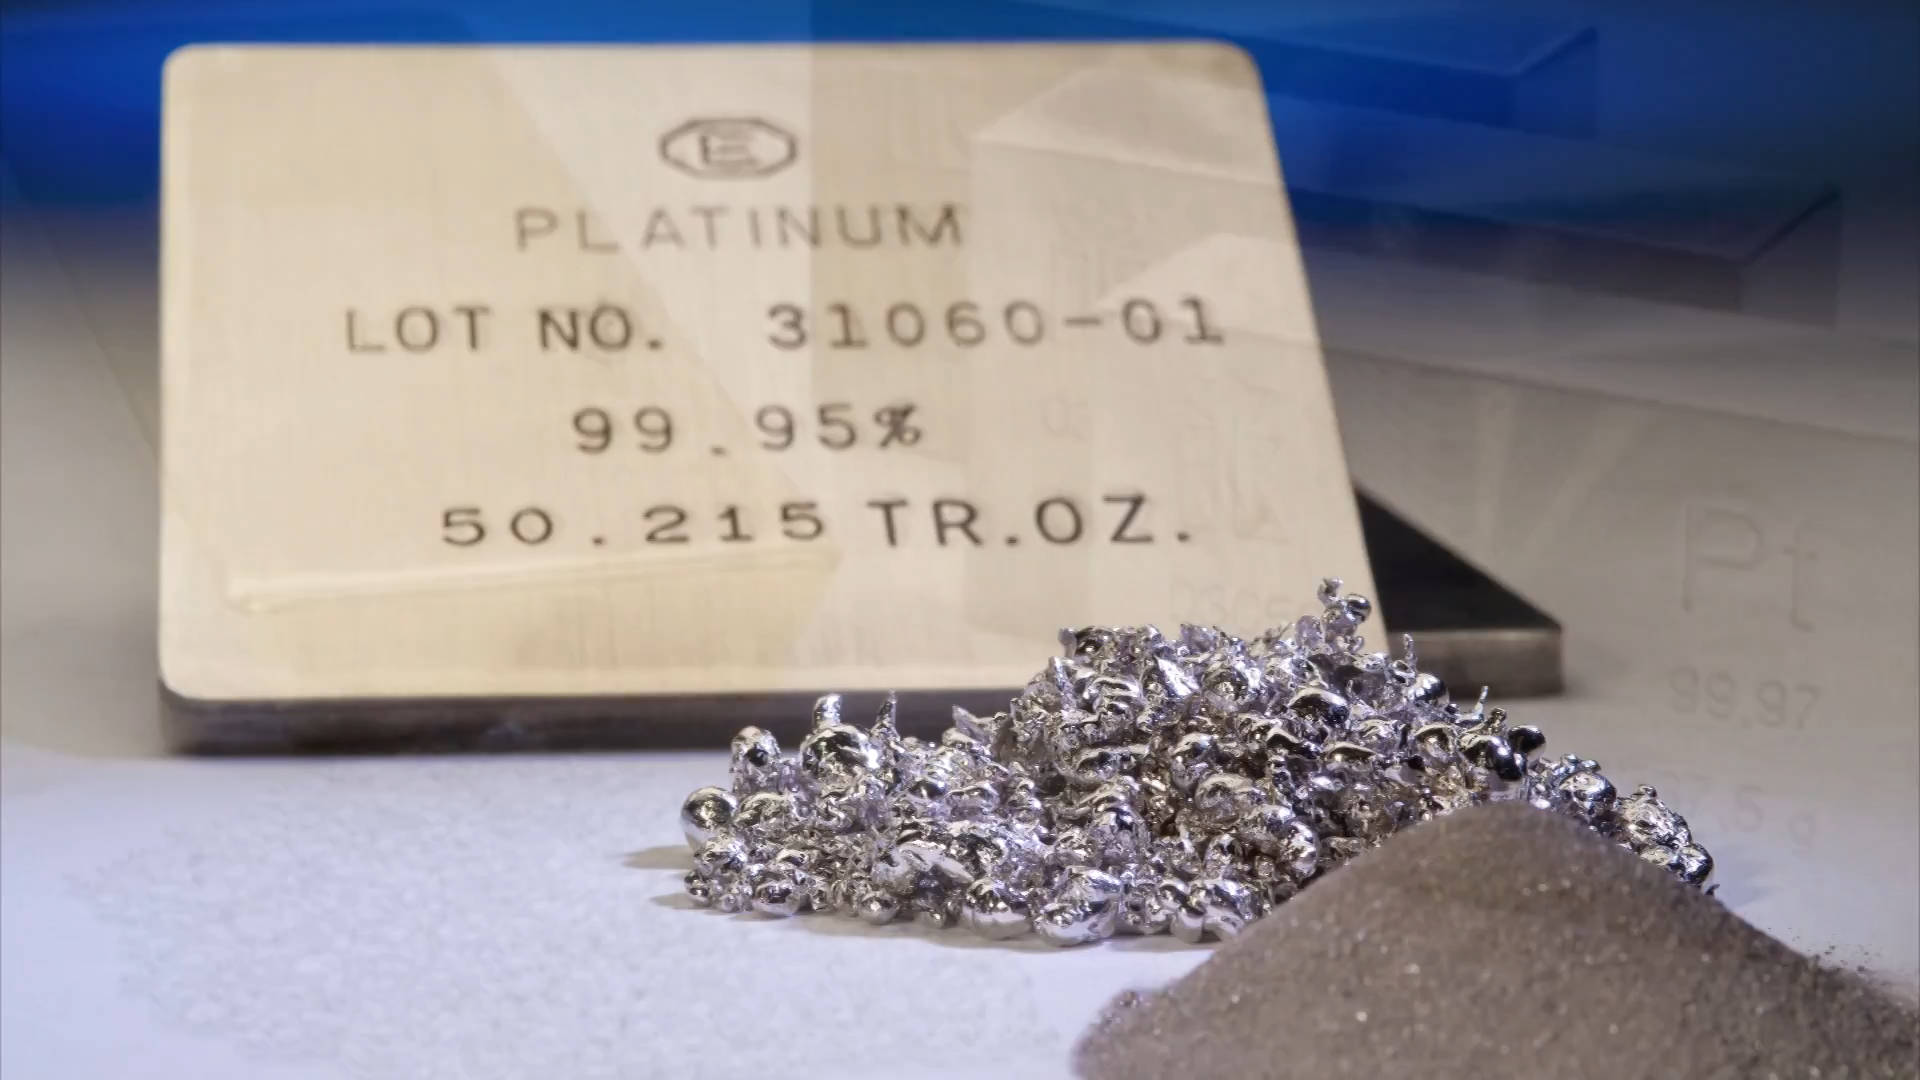 E
PLATINUM
LOT NO. 31060-01
99.95%
50.215 TR.OZ.
Pt
99.97